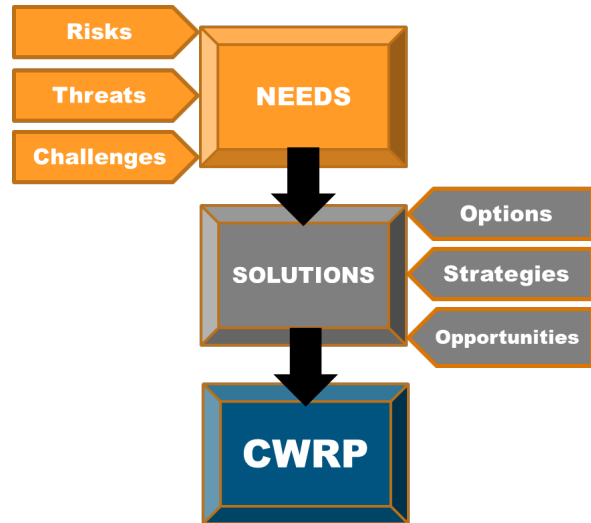 Risks
Threats
Challenges
NEEDS
Options
Strategies
Opportunities
SOLUTIONS
CWRP